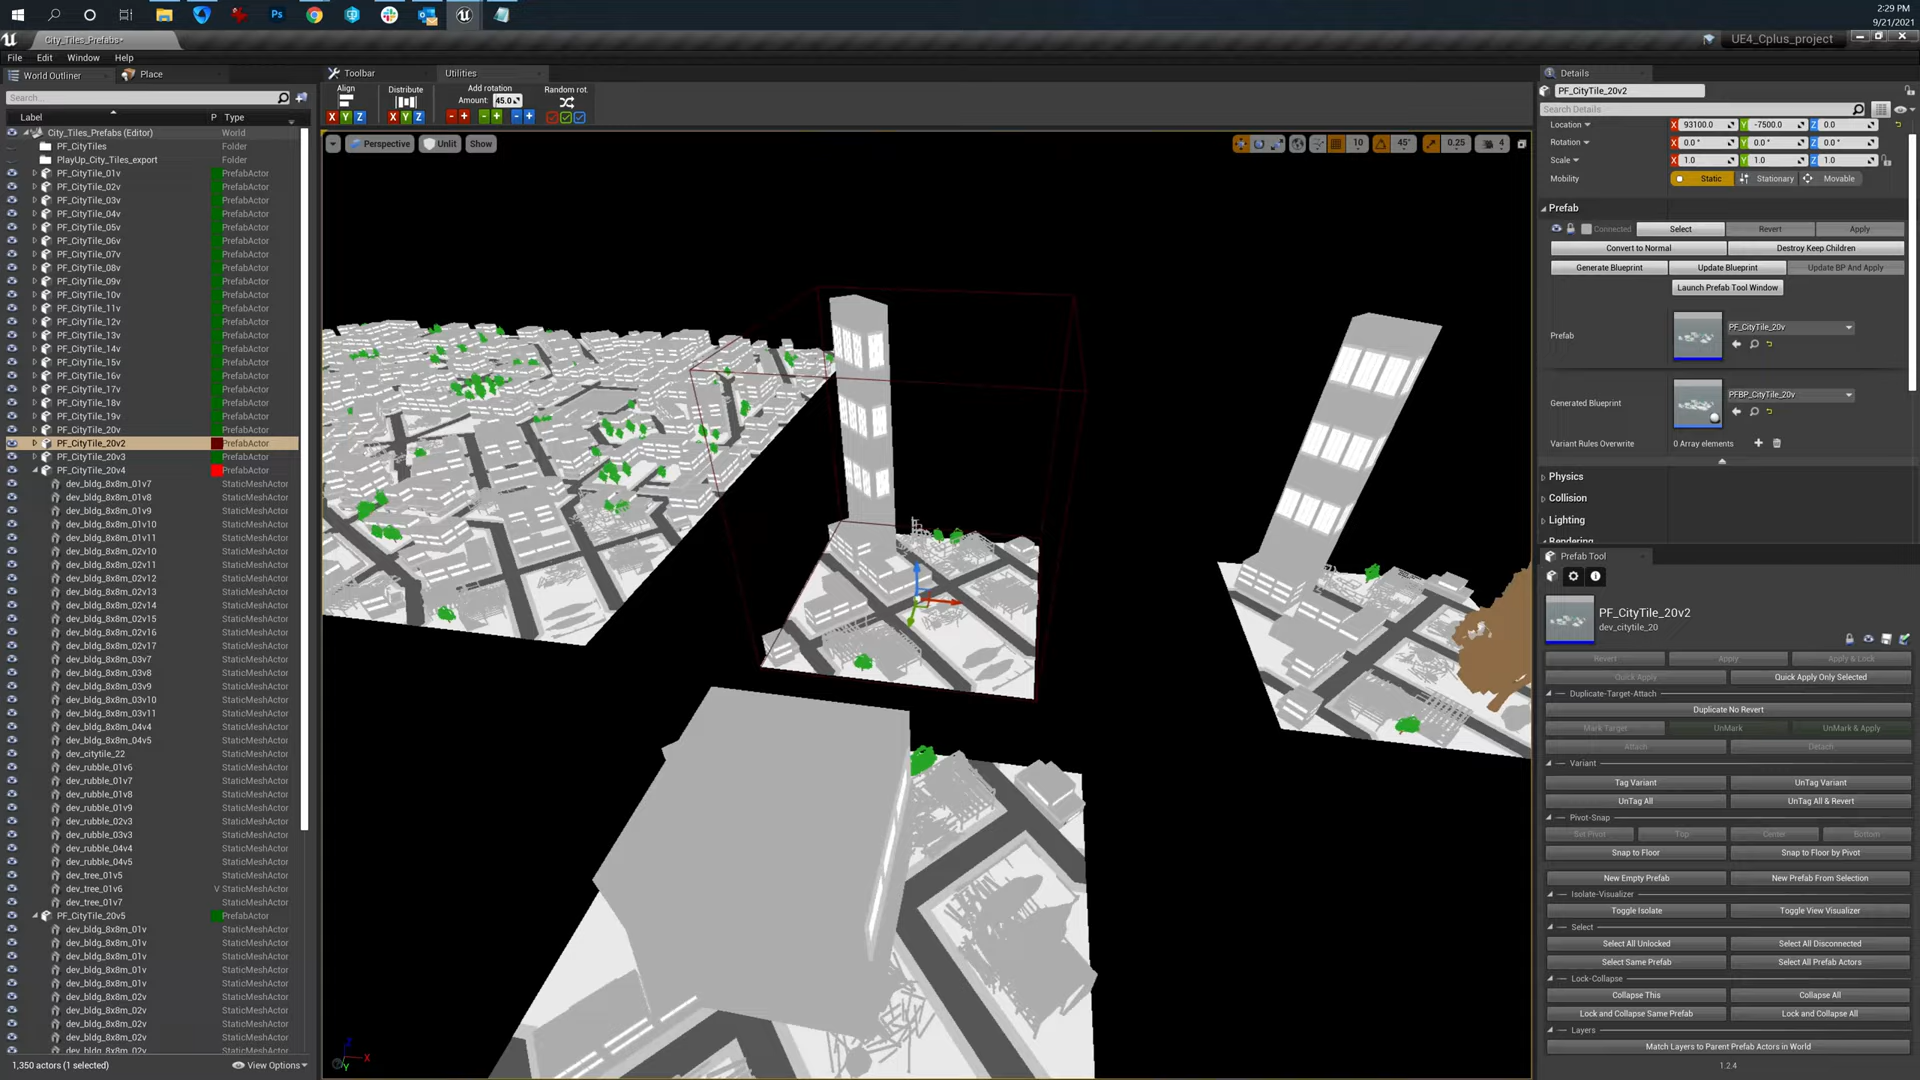 2:29 PM
9/21/2021
City_Tiles_Prefabs•
UE4_Cplus_project
File Edit Window Help
World Outliner
Place
Search...
Label P Type
City_Tiles_Prefabs (Editor) World
PF_CityTiles Folder
PlayUp_City_Tiles_export Folder
PF_CityTile_01v PrefabActor
PF_CityTile_02v PrefabActor
PF_CityTile_03v PrefabActor
PF_CityTile_04v PrefabActor
PF_CityTile_05v PrefabActor
PF_CityTile_06v PrefabActor
PF_CityTile_07v PrefabActor
PF_CityTile_08v PrefabActor
PF_CityTile_09v PrefabActor
PF_CityTile_10v PrefabActor
PF_CityTile_11v PrefabActor
PF_CityTile_12v PrefabActor
PF_CityTile_13v PrefabActor
PF_CityTile_14v PrefabActor
PF_CityTile_15v PrefabActor
PF_CityTile_16v PrefabActor
PF_CityTile_17v PrefabActor
PF_CityTile_18v PrefabActor
PF_CityTile_19v PrefabActor
PF_CityTile_20v PrefabActor
PF_CityTile_20v2 PrefabActor
PF_CityTile_20v3 PrefabActor
PF_CityTile_20v4 PrefabActor
dev_bldg_8x8m_01v7 StaticMeshActor
dev_bldg_8x8m_01v8 StaticMeshActor
dev_bldg_8x8m_01v9 StaticMeshActor
dev_bldg_8x8m_01v10 StaticMeshActor
dev_bldg_8x8m_01v11 StaticMeshActor
dev_bldg_8x8m_02v10 StaticMeshActor
dev_bldg_8x8m_02v11 StaticMeshActor
dev_bldg_8x8m_02v12 StaticMeshActor
dev_bldg_8x8m_02v13 StaticMeshActor
dev_bldg_8x8m_02v14 StaticMeshActor
dev_bldg_8x8m_02v15 StaticMeshActor
dev_bldg_8x8m_02v16 StaticMeshActor
dev_bldg_8x8m_02v17 StaticMeshActor
dev_bldg_8x8m_03v7 StaticMeshActor
dev_bldg_8x8m_03v8 StaticMeshActor
dev_bldg_8x8m_03v9 StaticMeshActor
dev_bldg_8x8m_03v10 StaticMeshActor
dev_bldg_8x8m_03v11 StaticMeshActor
dev_bldg_8x8m_04v4 StaticMeshActor
dev_bldg_8x8m_04v5 StaticMeshActor
dev_citytile_22 StaticMeshActor
dev_rubble_01v6 StaticMeshActor
dev_rubble_01v7 StaticMeshActor
dev_rubble_01v8 StaticMeshActor
dev_rubble_01v9 StaticMeshActor
dev_rubble_02v3 StaticMeshActor
dev_rubble_03v3 StaticMeshActor
dev_rubble_04v4 StaticMeshActor
dev_rubble_04v5 StaticMeshActor
dev_tree_01v5 StaticMeshActor
dev_tree_01v6 V StaticMeshActor
dev_tree_01v7 StaticMeshActor
PF_CityTile_20v5 PrefabActor
dev_bldg_8x8m_01v StaticMeshActor
dev_bldg_8x8m_01v StaticMeshActor
dev_bldg_8x8m_01v StaticMeshActor
dev_bldg_8x8m_01v StaticMeshActor
dev_bldg_8x8m_01v StaticMeshActor
dev_bldg_8x8m_02v StaticMeshActor
dev_bldg_8x8m_02v StaticMeshActor
dev_bldg_8x8m_02v StaticMeshActor
dev_bldg_8x8m_02v StaticMeshActor
dev_bldg_8x8m_02v StaticMeshActor
1,350 actors (1 selected)
View Options
Toolbar
Utilities
Align
X Y Z
Distribute
X Y Z
Add rotation
Amount: 45.0
Random rot.
Perspective Unlit Show
10 45° 0.25 4
Z X Y
Details
PF_CityTile_20v2
Search Details
Location X 93100.0 Y -7500.0 Z 0.0
Rotation X 0.0 ° Y 0.0 ° Z 0.0 °
Scale X 1.0 Y 1.0 Z 1.0
Mobility Static Stationary Movable
Prefab
Connected Select Revert Apply
Convert to Normal Destroy Keep Children
Generate Blueprint Update Blueprint Update BP And Apply
Launch Prefab Tool Window
Prefab PF_CityTile_20v
Generated Blueprint PFBP_CityTile_20v
Variant Rules Overwrite 0 Array elements
Physics
Collision
Lighting
Rendering
Prefab Tool
PF_CityTile_20v2
dev_citytile_20
Revert Apply Apply & Lock
Quick Apply Quick Apply Only Selected
Duplicate-Target-Attach
Duplicate No Revert
Mark Target UnMark UnMark & Apply
Attach Detach
Variant
Tag Variant UnTag Variant
UnTag All UnTag All & Revert
Pivot-Snap
Set Pivot Top Center Bottom
Snap to Floor Snap to Floor by Pivot
New Empty Prefab New Prefab From Selection
Isolate-Visualizer
Toggle Isolate Toggle View Visualizer
Select
Select All Unlocked Select All Disconnected
Select Same Prefab Select All Prefab Actors
Lock-Collapse
Collapse This Collapse All
Lock and Collapse Same Prefab Lock and Collapse All
Layers
Match Layers to Parent Prefab Actors in World
1.2.4